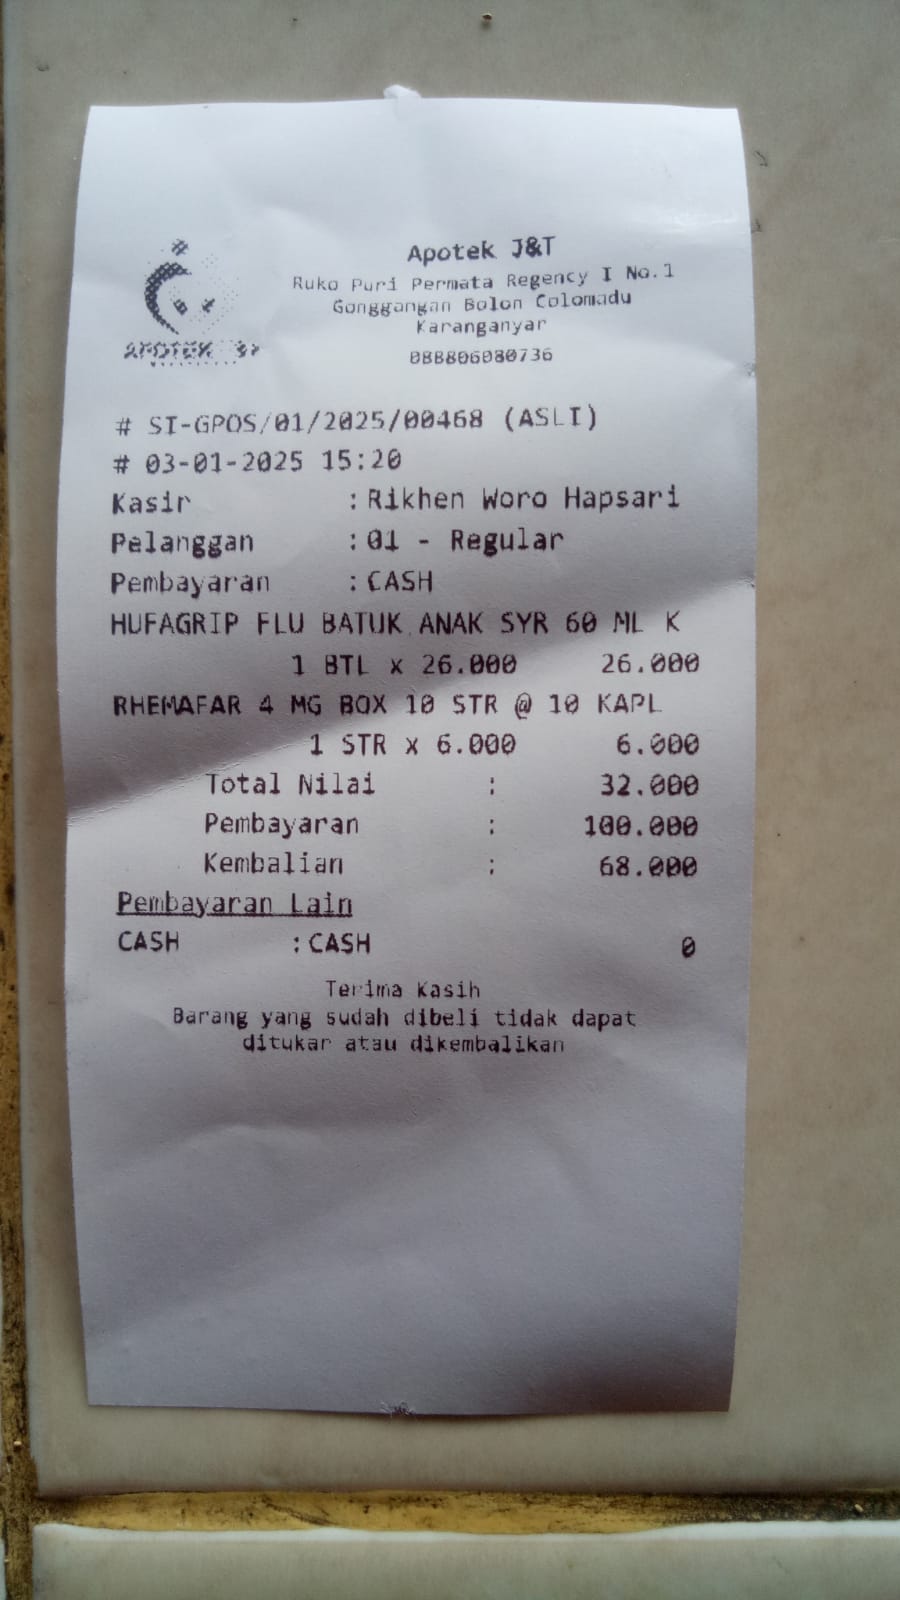 Apotek J&T
Ruko Puri Permata Regency I No.1
Gonggangan Bolon Colomadu
Karanganyar
088806080736
APOTEK
# SI-GPOS/01/2025/00468 (ASLI)
# 03-01-2025 15:20
Kasir : Rikhen Woro Hapsari
Pelanggan : 01 - Regular
Pembayaran : CASH
HUFAGRIP FLU BATUK ANAK SYR 60 ML K
1 BTL x 26.000 26.000
RHEMAFAR 4 MG BOX 10 STR @ 10 KAPL
1 STR x 6.000 6.000
Total Nilai : 32.000
Pembayaran : 100.000
Kembalian : 68.000
Pembayaran Lain
CASH : CASH 0
Terima Kasih
Barang yang sudah dibeli tidak dapat
ditukar atau dikembalikan